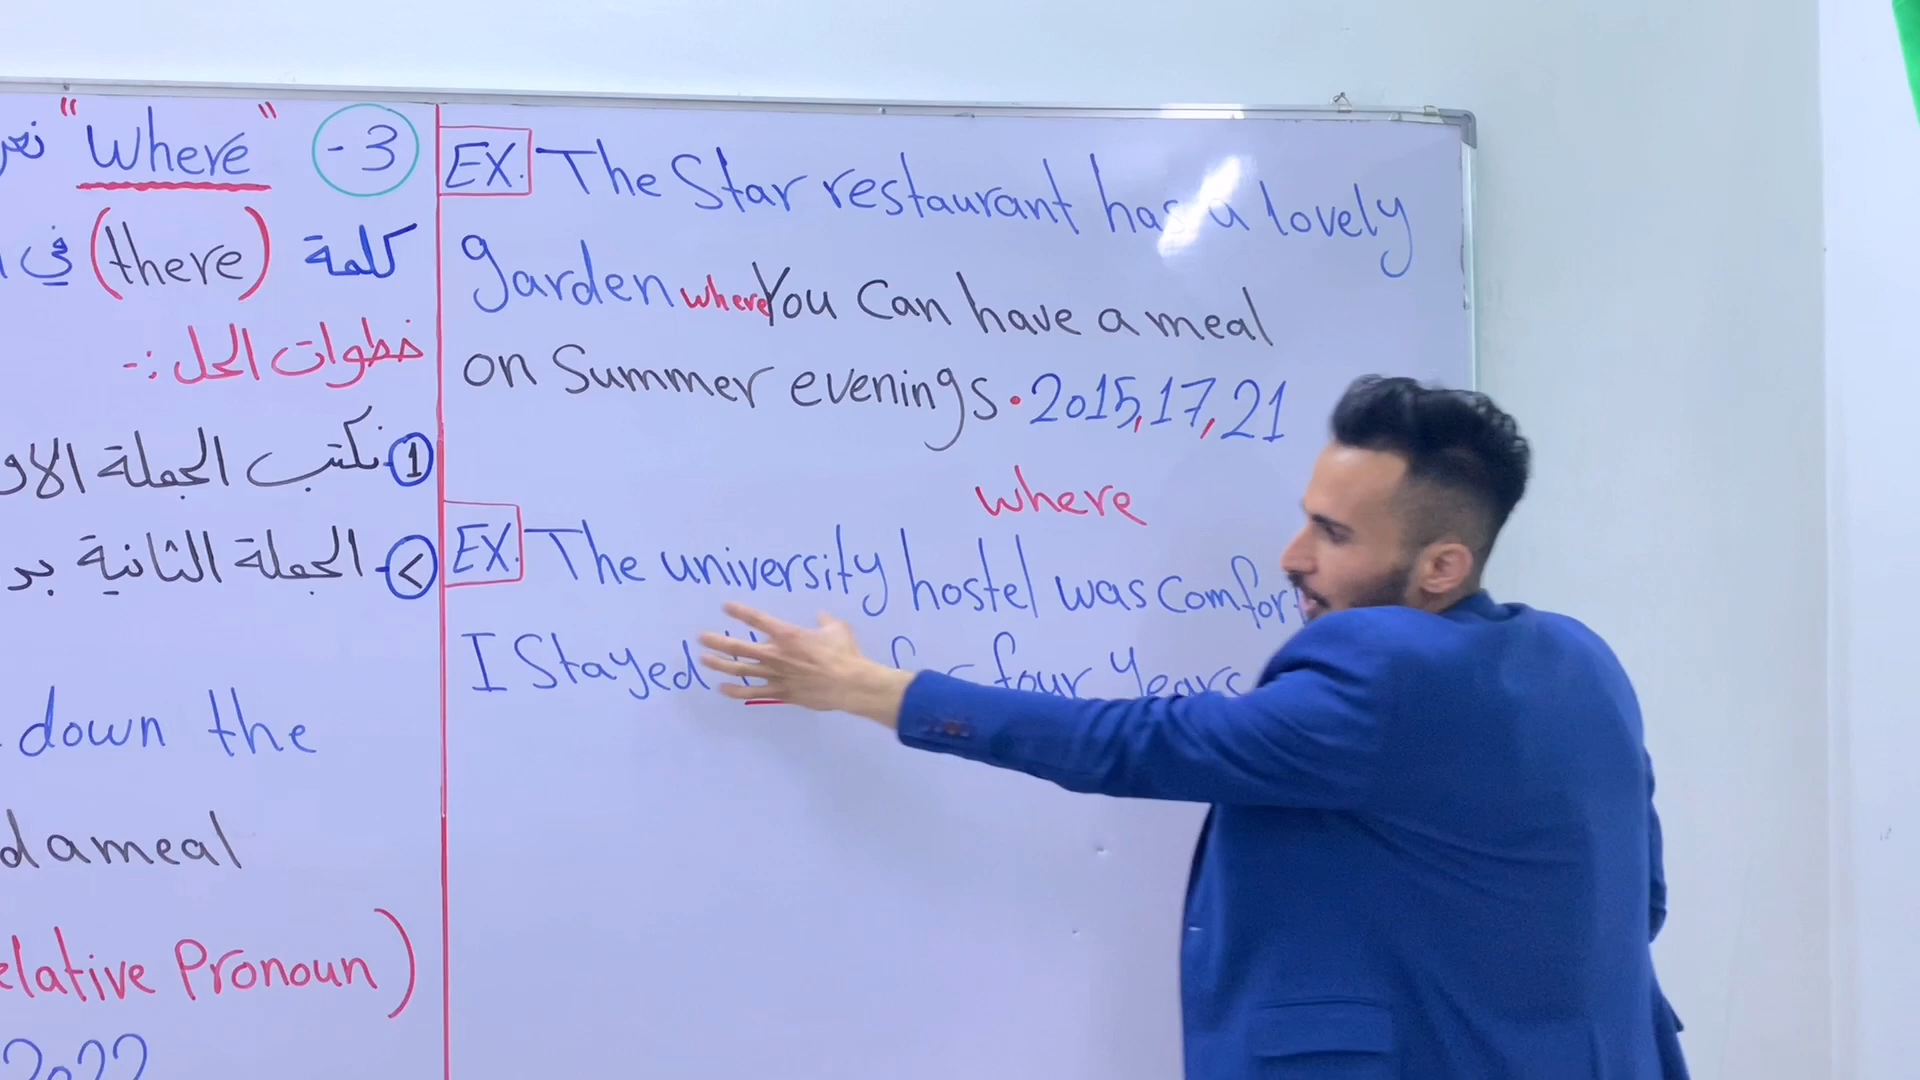 "Where" -3
كلمة (there) في
خطوات الحل :-
① نكتب الجملة الاو
② الجملة الثانية بد
down the
d a meal
elative Pronoun)
2022
EX. The Star restaurant has a lovely
garden where You Can have a meal
on Summer evenings. 2015, 17, 21
where
EX. The university hostel was Comfort
I Stayed for four years